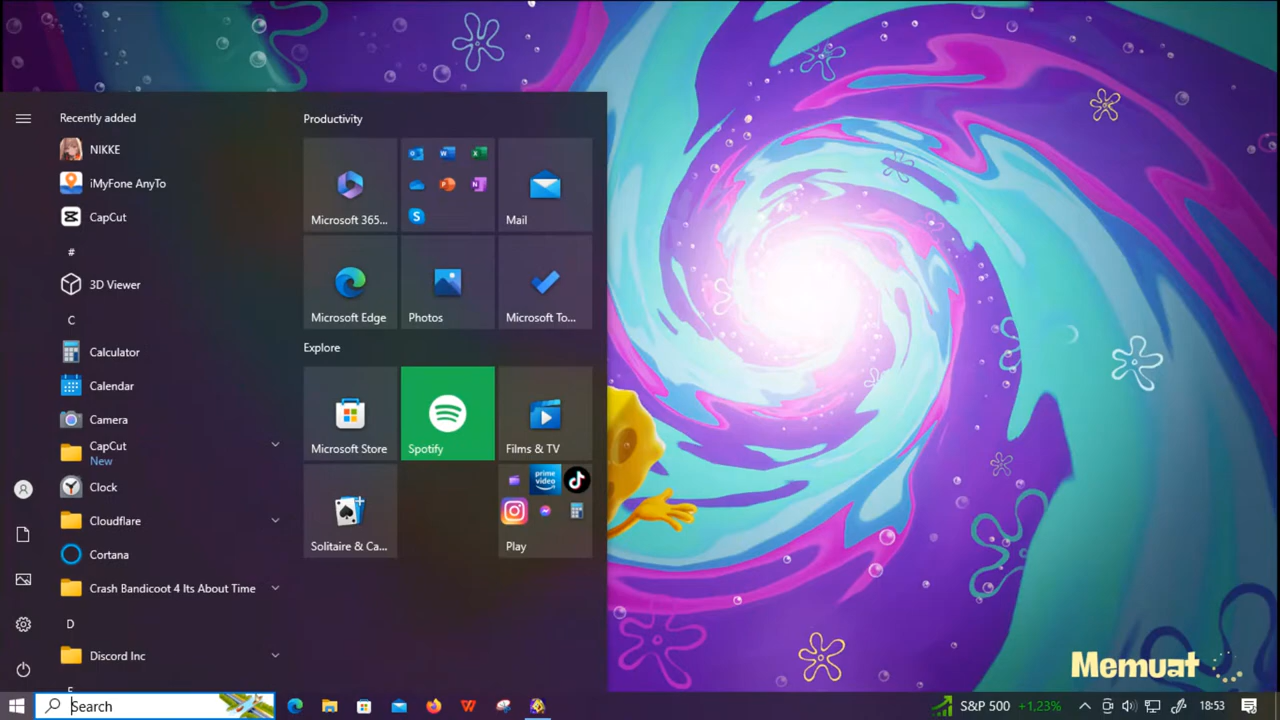 Recently added
NIKKE
iMyFone AnyTo
CapCut
#
3D Viewer
C
Calculator
Calendar
Camera
CapCut
New
Clock
Cloudflare
Cortana
Crash Bandicoot 4 Its About Time
D
Discord Inc
Productivity
Microsoft 365...
Mail
Microsoft Edge
Photos
Microsoft To...
Explore
Microsoft Store
Spotify
Films & TV
Solitaire & Ca...
prime video
Play
Memuat
Search
S&P 500 +1,23%
18:53